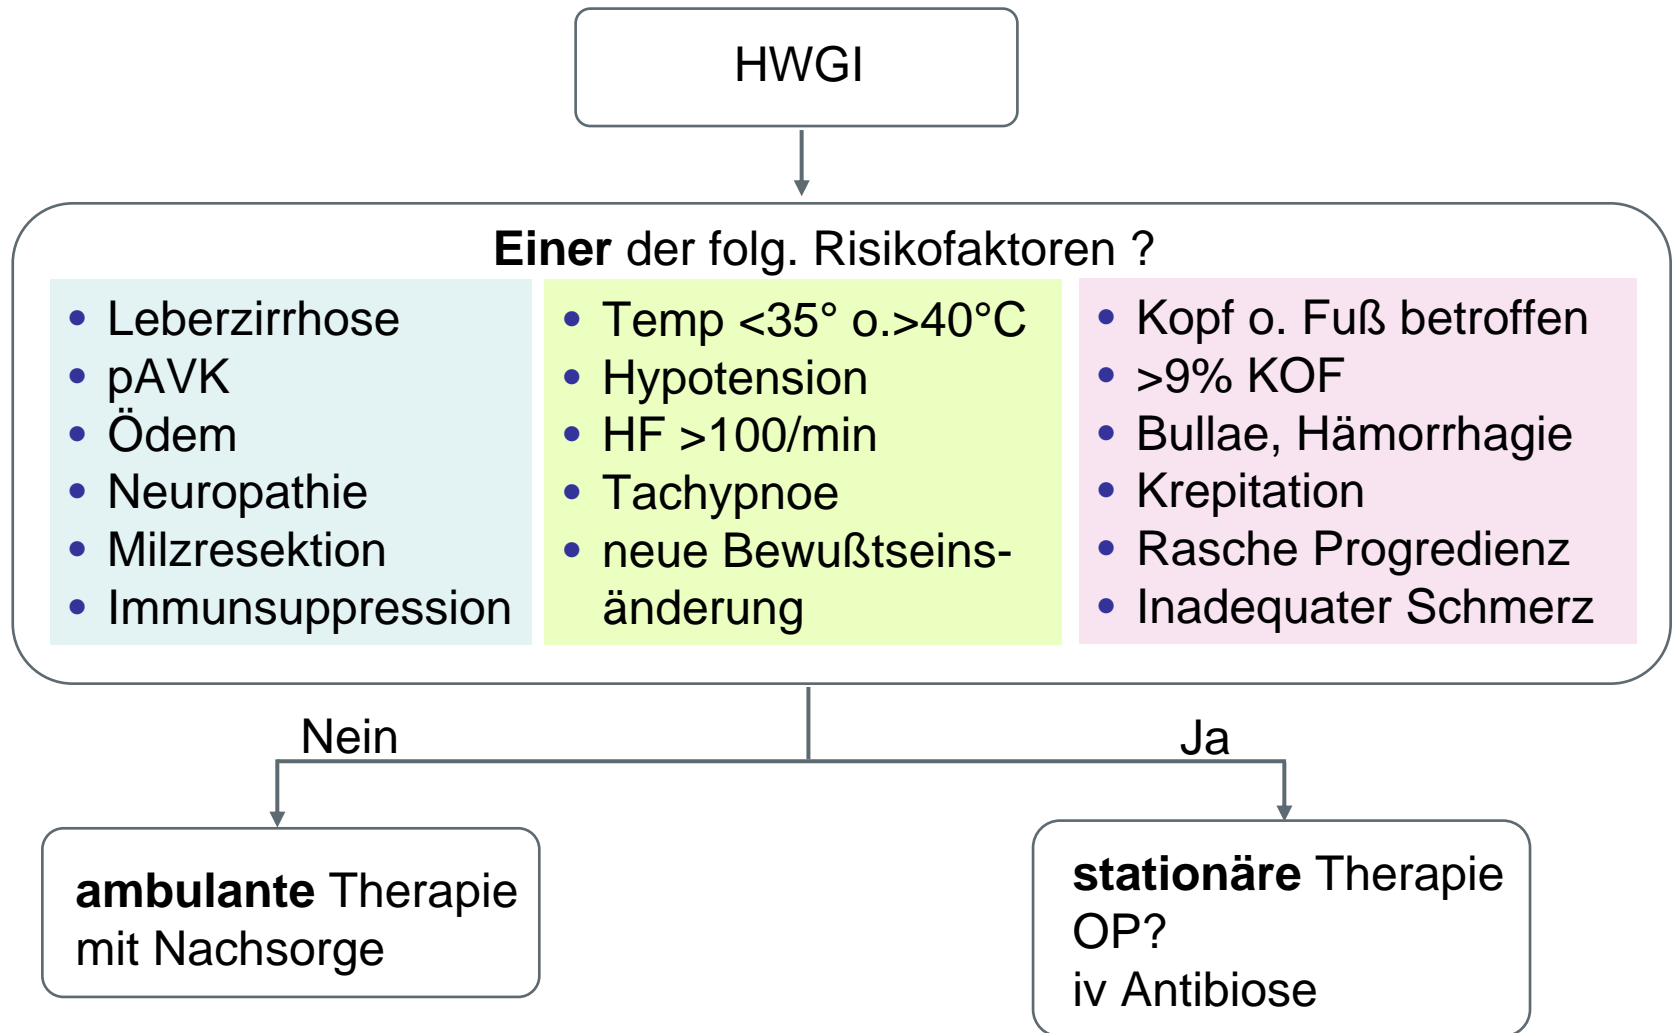 HWGI
Einer der folg. Risikofaktoren ?
• Leberzirrhose
• pAVK
• Ödem
• Neuropathie
• Milzresektion
• Immunsuppression
• Temp <35° o.>40°C
• Hypotension
• HF >100/min
• Tachypnoe
• neue Bewußtseins-
änderung
• Kopf o. Fuß betroffen
• >9% KOF
• Bullae, Hämorrhagie
• Krepitation
• Rasche Progredienz
• Inadequater Schmerz
Nein
Ja
ambulante Therapie
mit Nachsorge
stationäre Therapie
OP?
iv Antibiose